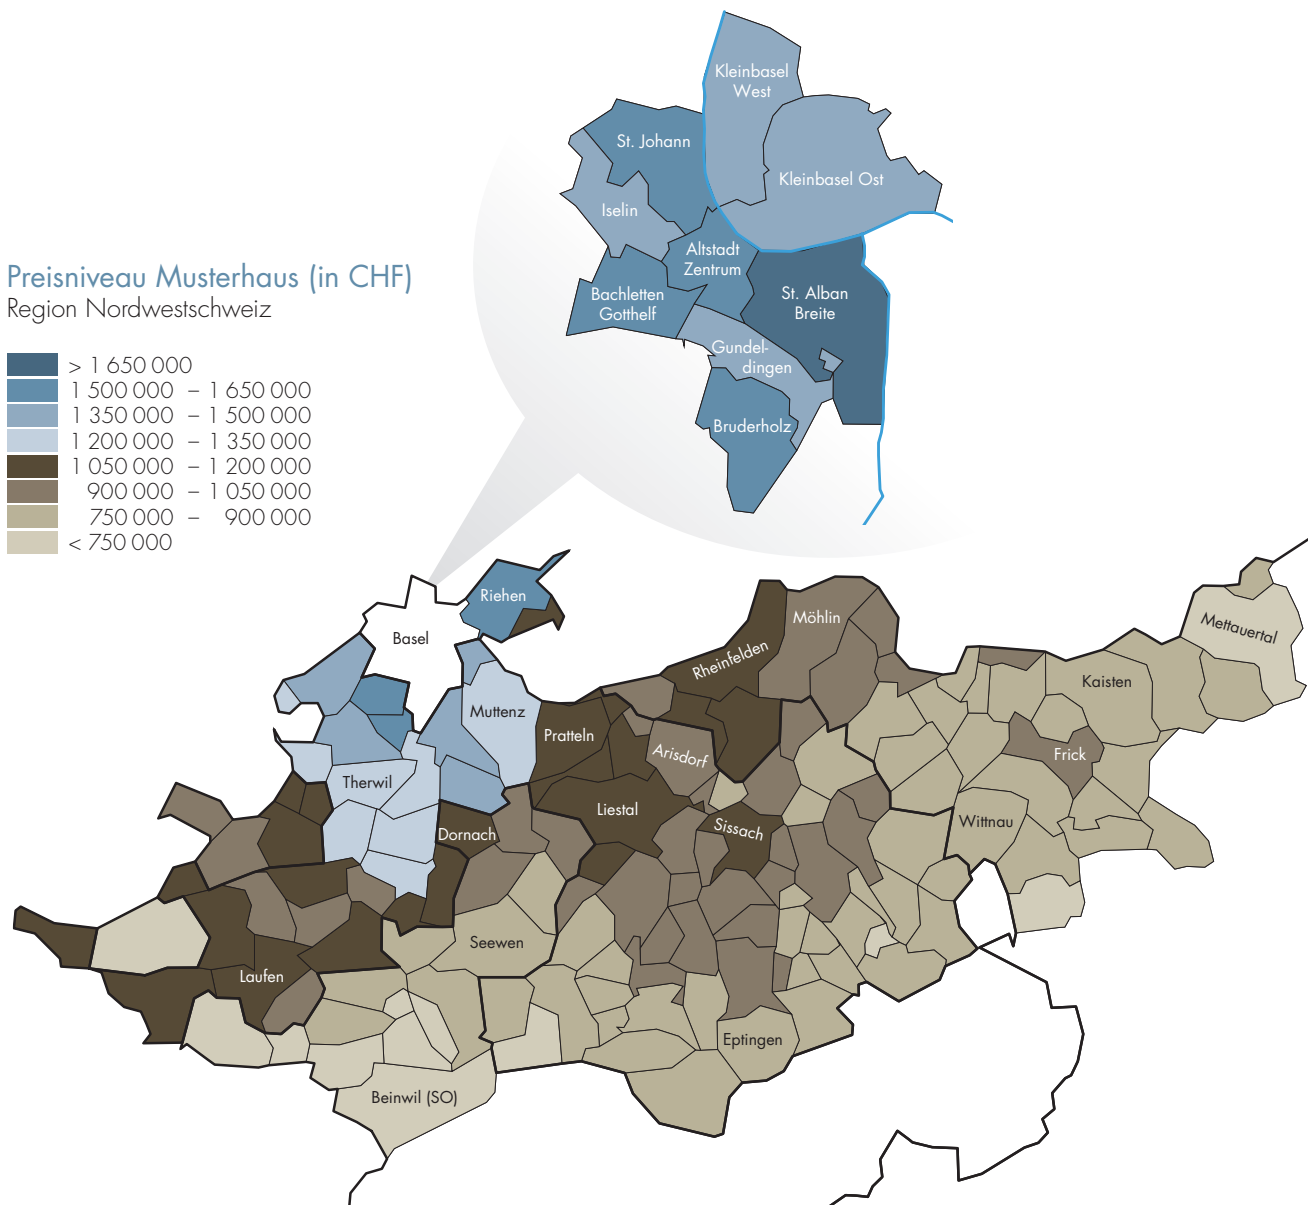 Kleinbasel
West
St. Johann
Kleinbasel Ost
Iselin
Altstadt
Zentrum
Bachletten
Gotthelf
St. Alban
Breite
Gundel-
dingen
Bruderholz
Preisniveau Musterhaus (in CHF)
Region Nordwestschweiz
> 1 650 000
1 500 000 – 1 650 000
1 350 000 – 1 500 000
1 200 000 – 1 350 000
1 050 000 – 1 200 000
900 000 – 1 050 000
750 000 – 900 000
< 750 000
Riehen
Basel
Möhlin
Mettauertal
Rheinfelden
Kaisten
Muttenz
Pratteln
Arisdorf
Frick
Therwil
Liestal
Sissach
Wittnau
Dornach
Seewen
Laufen
Eptingen
Beinwil (SO)